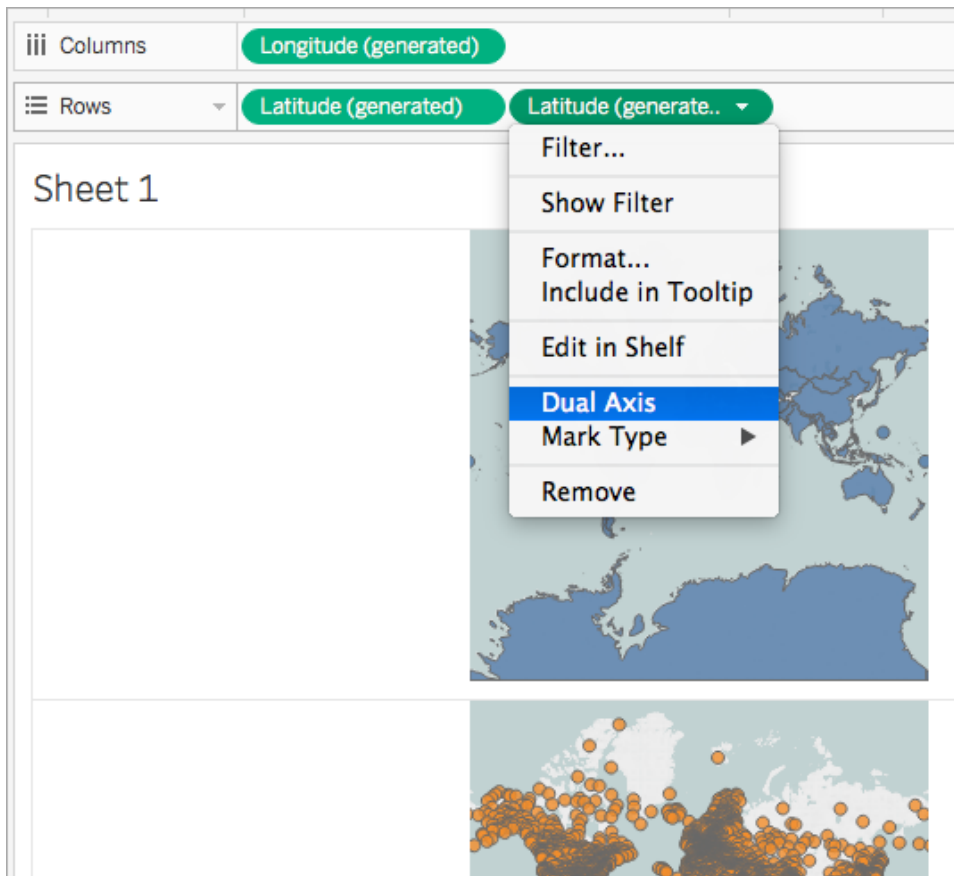 Columns
Longitude (generated)
Rows
Latitude (generated)
Latitude (generate..
Filter...
Sheet 1
Show Filter
Format...
Include in Tooltip
Edit in Shelf
Dual Axis
Mark Type
Remove